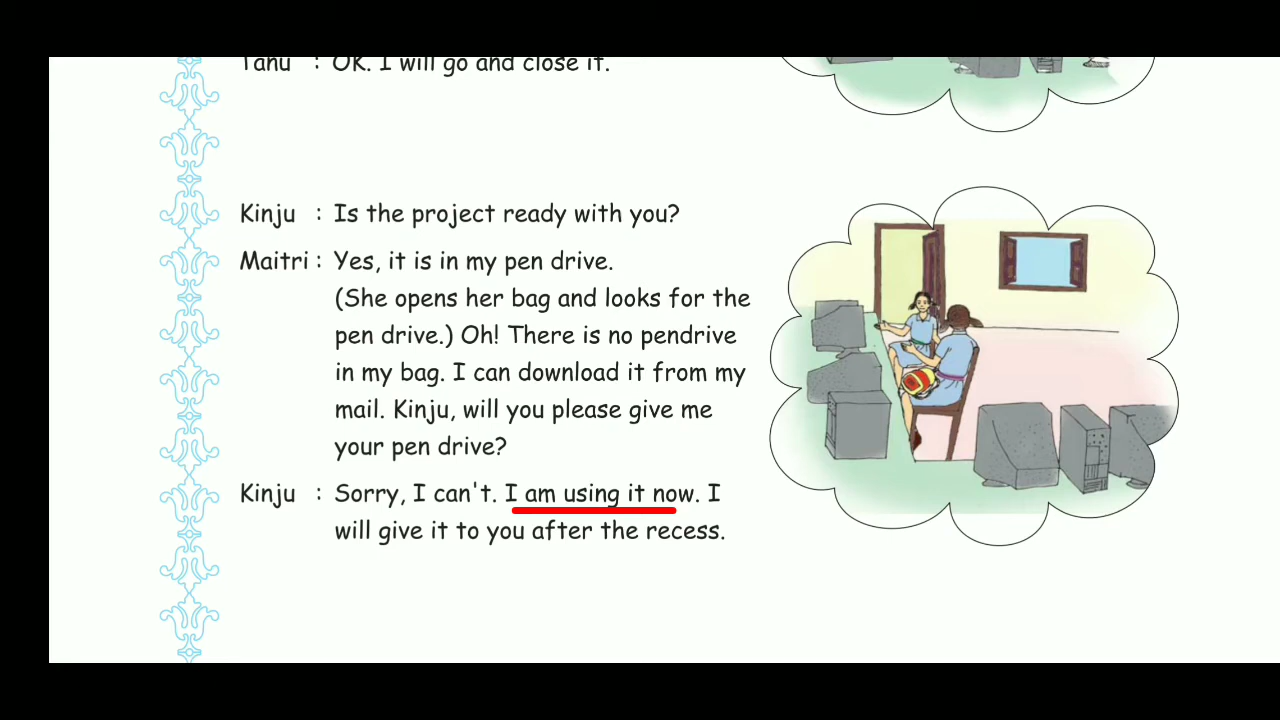 Tanu : OK. I will go and close it.
Kinju : Is the project ready with you?
Maitri : Yes, it is in my pen drive.
(She opens her bag and looks for the
pen drive.) Oh! There is no pendrive
in my bag. I can download it from my
mail. Kinju, will you please give me
your pen drive?
Kinju : Sorry, I can't. I am using it now. I
will give it to you after the recess.